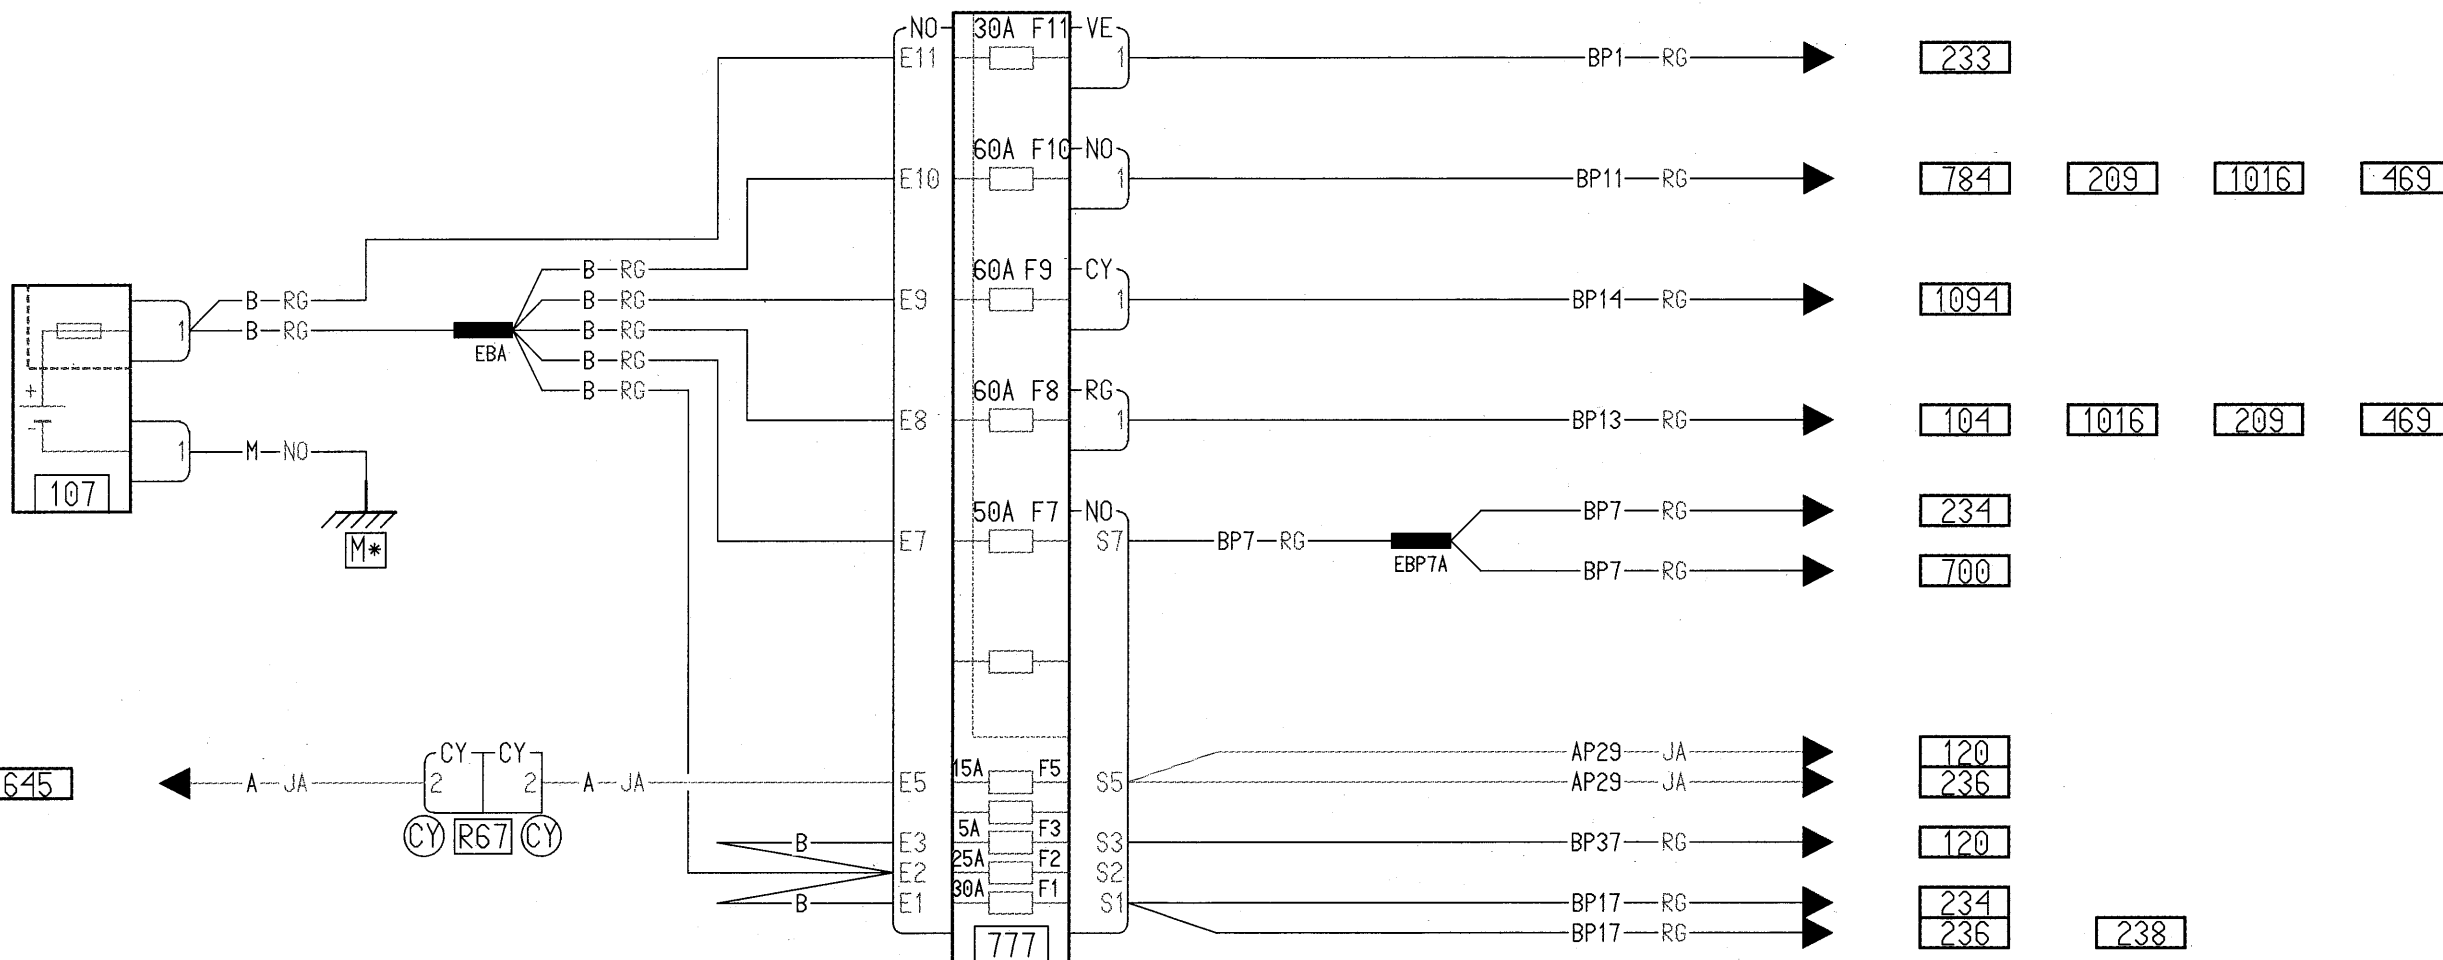 NO 30A F11 VE
E11 1 BP1 RG 233
60A F10 NO
E10 1 BP11 RG 784 209 1016 469
B RG 60A F9 CY
B RG B RG E9 1 BP14 RG 1094
1 B RG EBA B RG
B RG
+ B RG 60A F8 RG
E8 1 BP13 RG 104 1016 209 469
- 1 M NO
107 50A F7 NO BP7 RG 234
M* E7 S7 BP7 RG EBP7A
BP7 RG 700
CY CY AP29 JA 120
645 A JA 2 2 A JA E5 15A F5 S5 AP29 JA 236
CY R67 CY
B E3 5A F3 S3 BP37 RG 120
E2 25A F2 S2
B E1 30A F1 S1 BP17 RG 234
BP17 RG 236 238
777